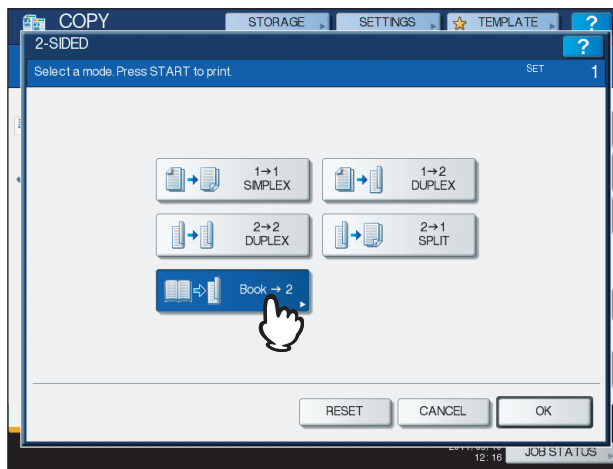 COPY
STORAGE
SETTINGS
TEMPLATE
?
2-SIDED
?
Select a mode. Press START to print.
SET
1
1→1
SIMPLEX
1→2
DUPLEX
2→2
DUPLEX
2→1
SPLIT
Book → 2
RESET
CANCEL
OK
12:16
JOB STATUS